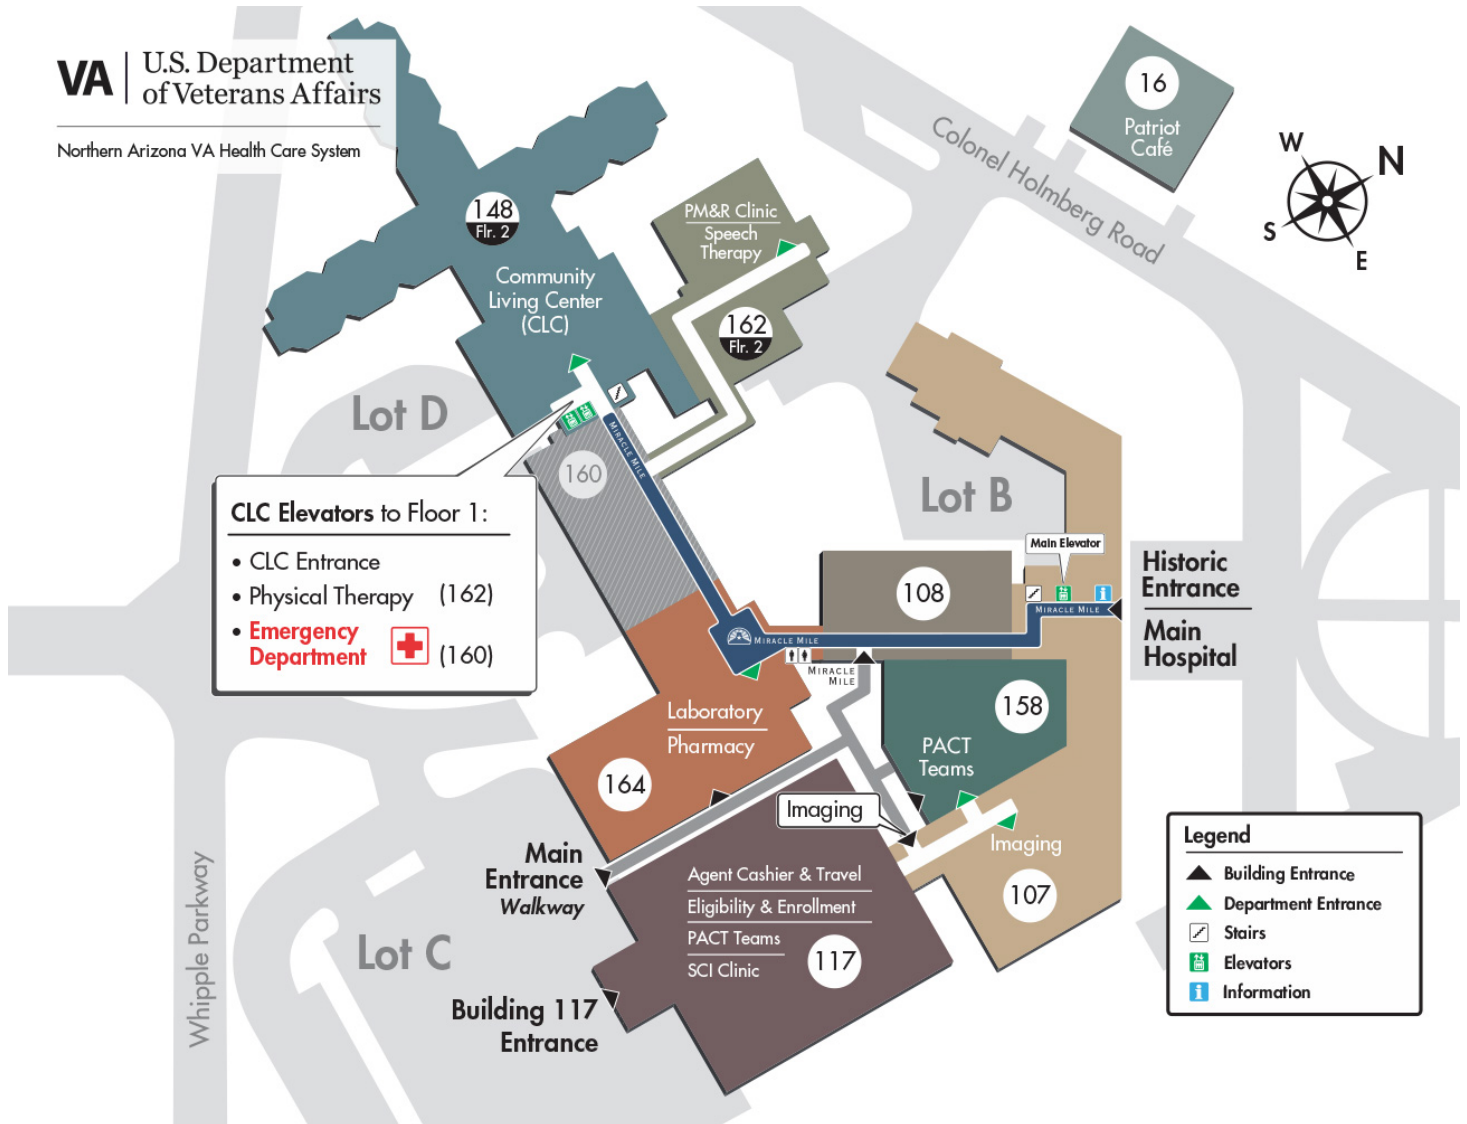 VA
U.S. Department
of Veterans Affairs
Northern Arizona VA Health Care System
16
Patriot
Café
Colonel Holmberg Road
W
N
S
E
148
Flr. 2
Community
Living Center
(CLC)
PM&R Clinic
Speech
Therapy
162
Flr. 2
Lot D
MIRACLE MILE
160
Lot B
CLC Elevators to Floor 1:
• CLC Entrance
• Physical Therapy (162)
• Emergency
Department (160)
Main Elevator
108
Historic
Entrance
Main
Hospital
MIRACLE MILE
MIRACLE MILE
MIRACLE
MILE
158
PACT
Teams
Laboratory
Pharmacy
164
Imaging
Imaging
107
Main
Entrance
Walkway
Agent Cashier & Travel
Eligibility & Enrollment
PACT Teams
SCI Clinic
117
Lot C
Building 117
Entrance
Whipple Parkway
Legend
Building Entrance
Department Entrance
Stairs
Elevators
Information